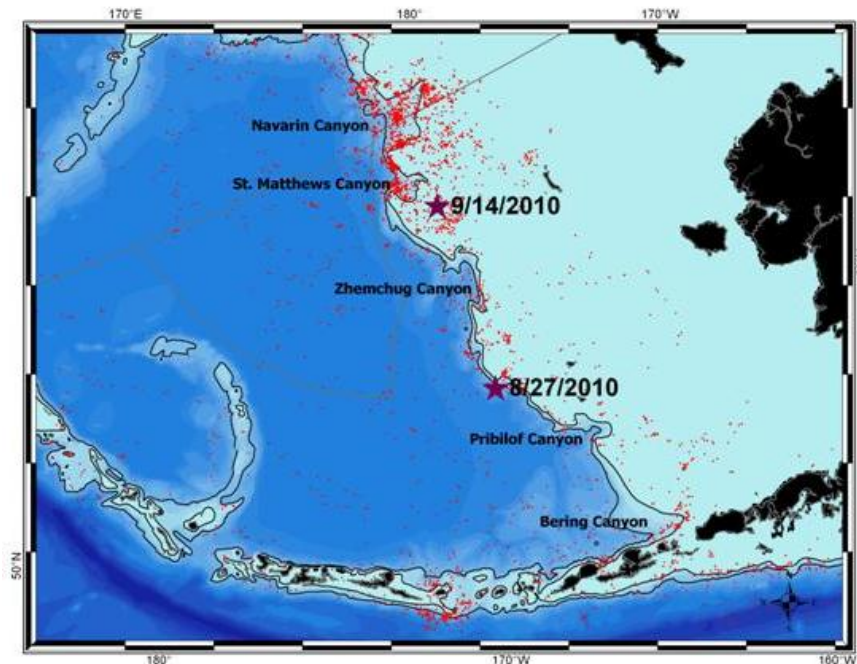 170°E 180° 170°W
Navarin Canyon
St. Matthews Canyon
9/14/2010
Zhemchug Canyon
8/27/2010
Pribilof Canyon
Bering Canyon
50°N
180° 170°W 160°W